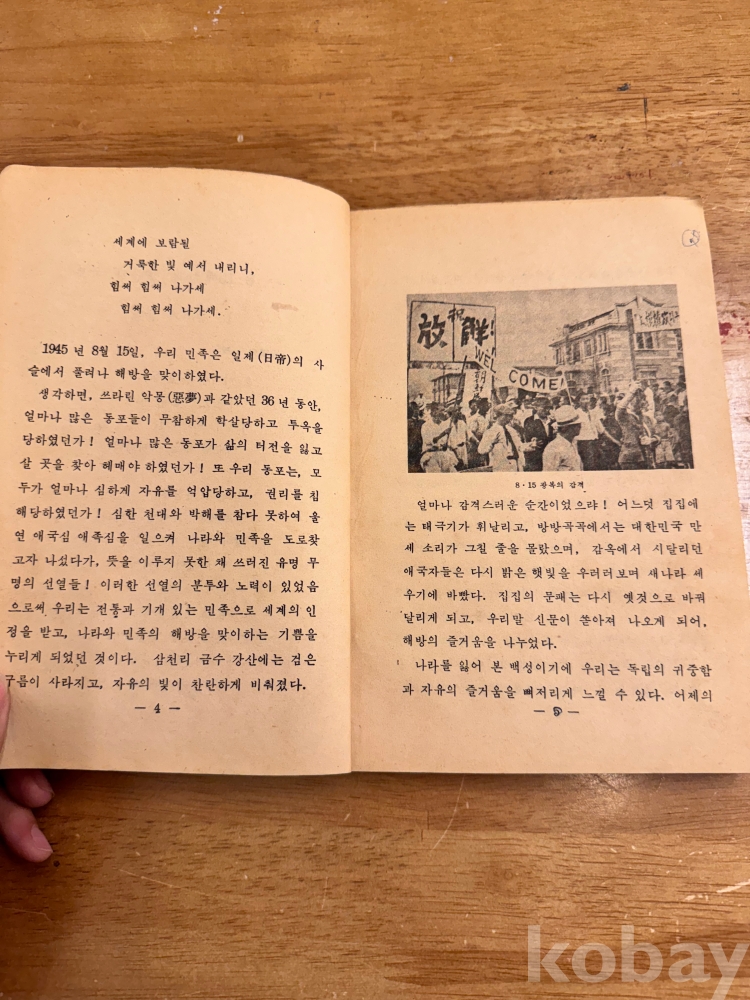 세계에 보람될
거룩한 빛 예서 내리니,
힘써 힘써 나가세
힘써 힘써 나가세.
1945년 8월 15일, 우리 민족은 일제(日帝)의 사
슬에서 풀려나 해방을 맞이하였다.
생각하면, 쓰라린 악몽(惡夢)과 같았던 36년 동안,
얼마나 많은 동포들이 무참하게 학살당하고 투옥을
당하였던가! 얼마나 많은 동포가 삶의 터전을 잃고
살 곳을 찾아 헤매야 하였던가! 또 우리 동포는, 모
두가 얼마나 심하게 자유를 억압당하고, 권리를 침
해당하였던가! 심한 천대와 박해를 참다 못하여 울
연 애국심 애족심을 일으켜 나라와 민족을 도로찾
고자 나섰다가, 뜻을 이루지 못한 채 쓰러진 유명 무
명의 선열들! 이러한 선열의 분투와 노력이 있었음
으로써 우리는 전통과 기개 있는 민족으로 세계의 인
정을 받고, 나라와 민족의 해방을 맞이하는 기쁨을
누리게 되었던 것이다. 삼천리 금수 강산에는 검은
구름이 사라지고, 자유의 빛이 찬란하게 비춰졌다.
— 4 —
放 祝 群!
WEL
COME!
8·15 광복의 감격
얼마나 감격스러운 순간이었으랴! 어느덧 집집에
는 태극기가 휘날리고, 방방곡곡에서는 대한민국 만
세 소리가 그칠 줄을 몰랐으며, 감옥에서 시달리던
애국자들은 다시 밝은 햇빛을 우러러보며 새나라 세
우기에 바빴다. 집집의 문패는 다시 옛것으로 바꿔
달리게 되고, 우리말 신문이 쏟아져 나오게 되어,
해방의 즐거움을 나누었다.
나라를 잃어 본 백성이기에 우리는 독립의 귀중함
과 자유의 즐거움을 뼈저리게 느낄 수 있다. 어제의
— 5 —
kobay